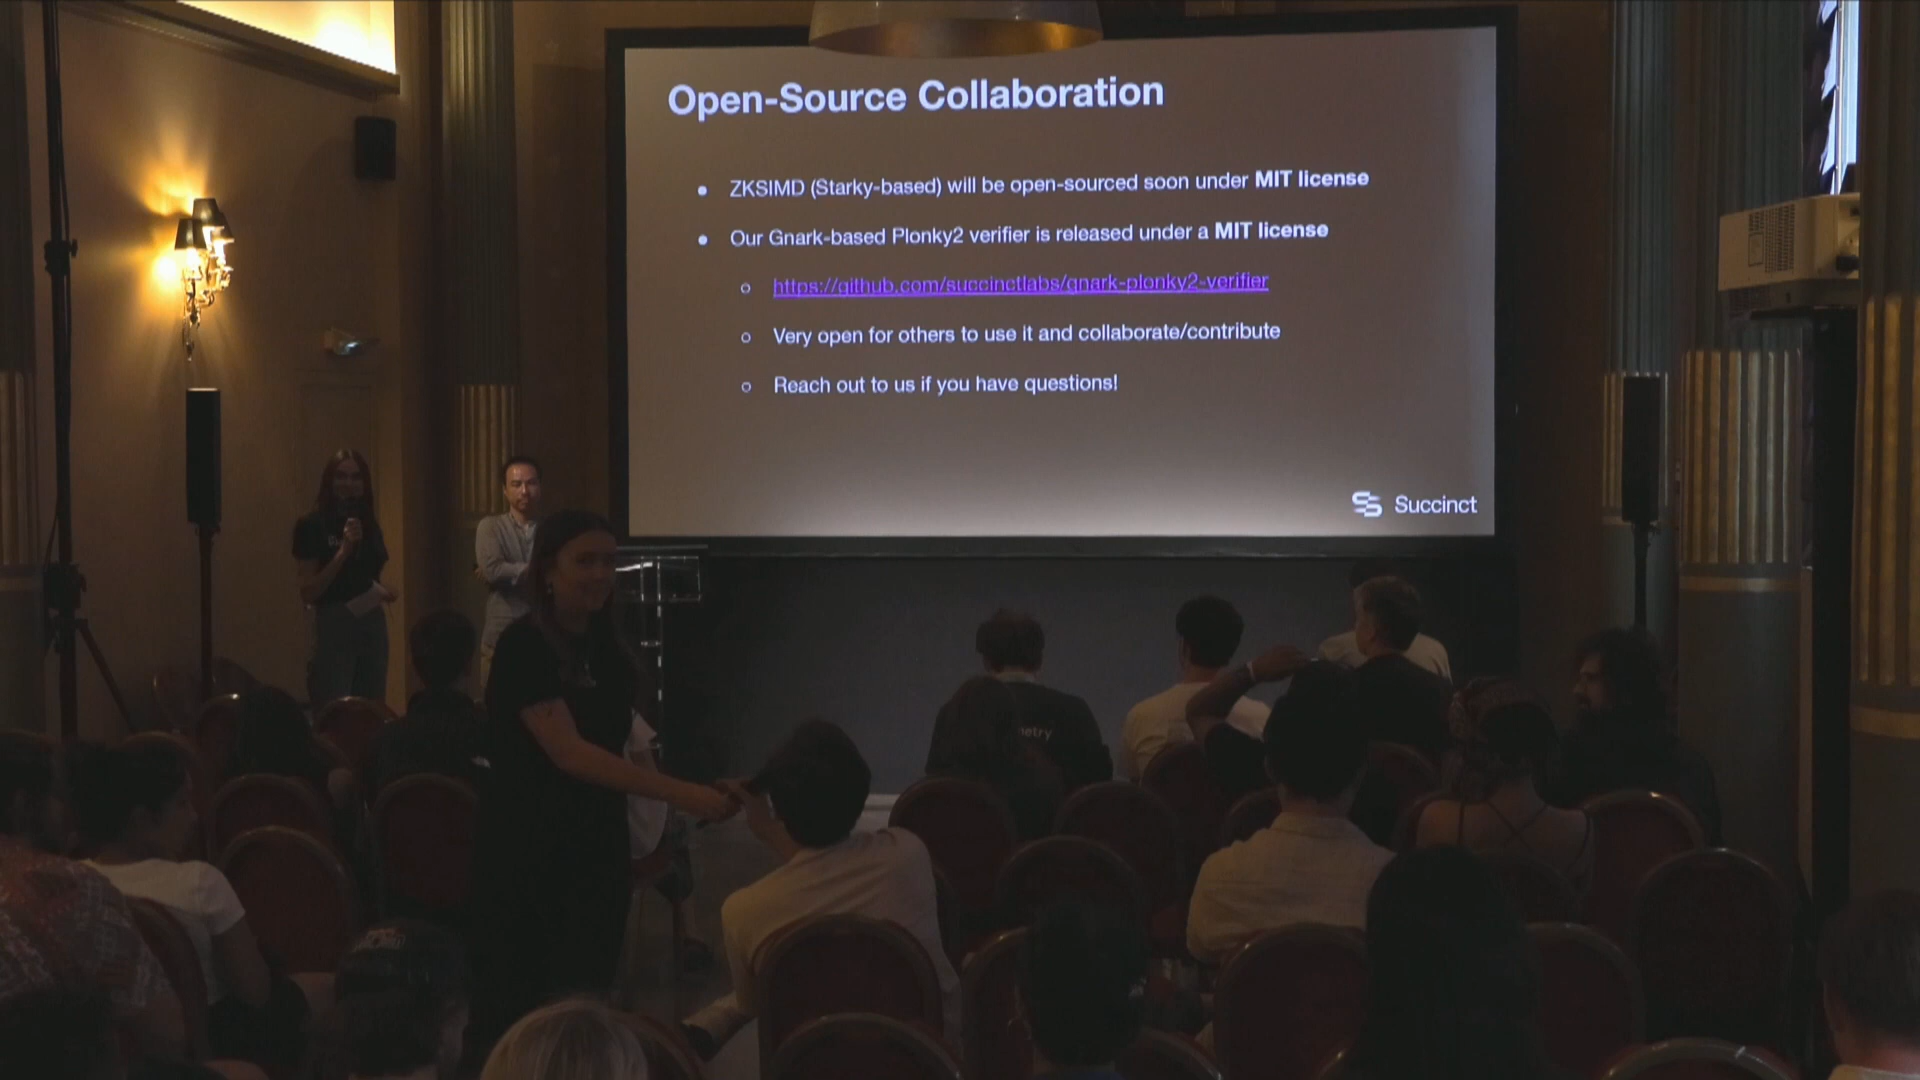 Open-Source Collaboration
ZKSIMD (Starky-based) will be open-sourced soon under MIT license
Our Gnark-based Plonky2 verifier is released under a MIT license
https://github.com/succinctlabs/gnark-plonky2-verifier
Very open for others to use it and collaborate/contribute
Reach out to us if you have questions!
Succinct